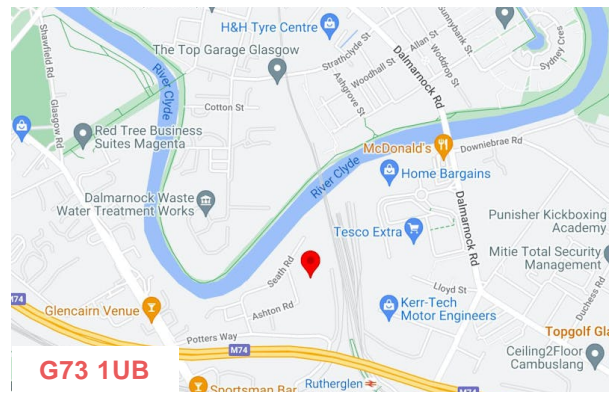 H&H Tyre Centre
The Top Garage Glasgow
Strathclyde St
Allan St
Sunnybank St
Woddrop St
Woodhall St
Ashgrove St
Dalmarnock Rd
Sydney Cres
Shawfield Rd
Glasgow Rd
River Clyde
Cotton St
Red Tree Business
Suites Magenta
McDonald's
Downiebrae Rd
Home Bargains
River Clyde
Dalmarnock Waste
Water Treatment Works
Tesco Extra
Dalmarnock Rd
Punisher Kickboxing
Academy
Mitie Total Security
Management
Seath Rd
Ashton Rd
Lloyd St
Duchess Rd
M74
Glencairn Venue
Kerr-Tech
Motor Engineers
Potters Way
M74
Topgolf Gla
Ceiling2Floor
Cambuslang
G73 1UB
Sportsman Bar
Rutherglen
M74